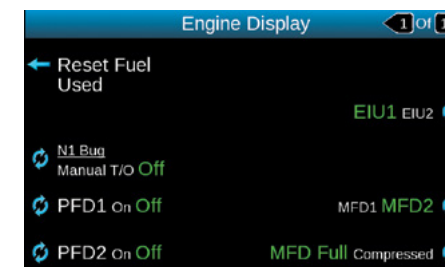 Engine Display
1 Of 1
Reset Fuel
Used
EIU1 EIU2
N1 Bug
Manual T/O Off
PFD1 On Off
MFD1 MFD2
PFD2 On Off
MFD Full Compressed